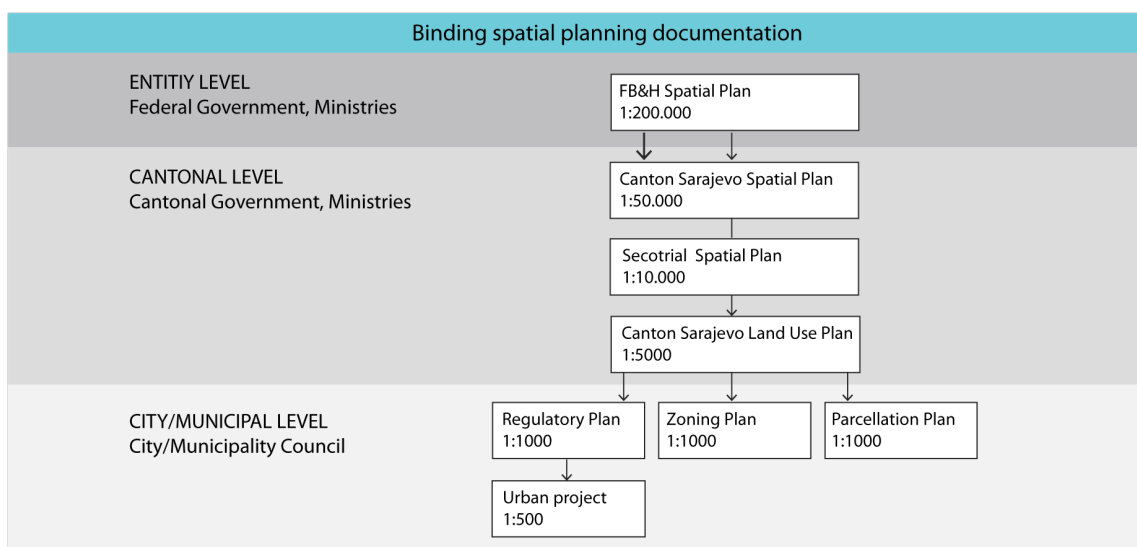 Binding spatial planning documentation
ENTITIY LEVEL
Federal Government, Ministries
FB&H Spatial Plan
1:200.000
CANTONAL LEVEL
Cantonal Government, Ministries
Canton Sarajevo Spatial Plan
1:50.000
Secotrial Spatial Plan
1:10.000
Canton Sarajevo Land Use Plan
1:5000
CITY/MUNICIPAL LEVEL
City/Municipality Council
Regulatory Plan
1:1000
Zoning Plan
1:1000
Parcellation Plan
1:1000
Urban project
1:500